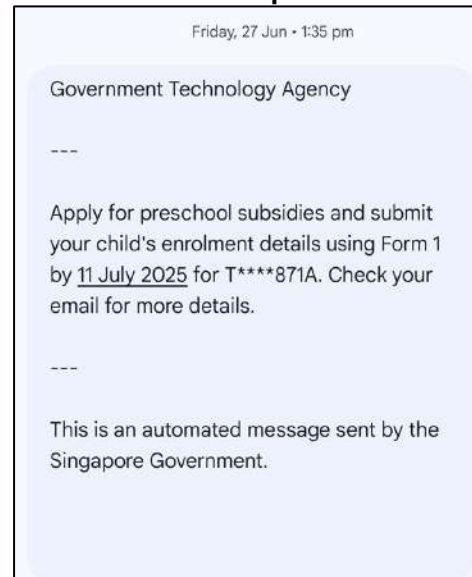 Friday, 27 Jun • 1:35 pm
Government Technology Agency
---
Apply for preschool subsidies and submit
your child's enrolment details using Form 1
by 11 July 2025 for T****871A. Check your
email for more details.
---
This is an automated message sent by the
Singapore Government.